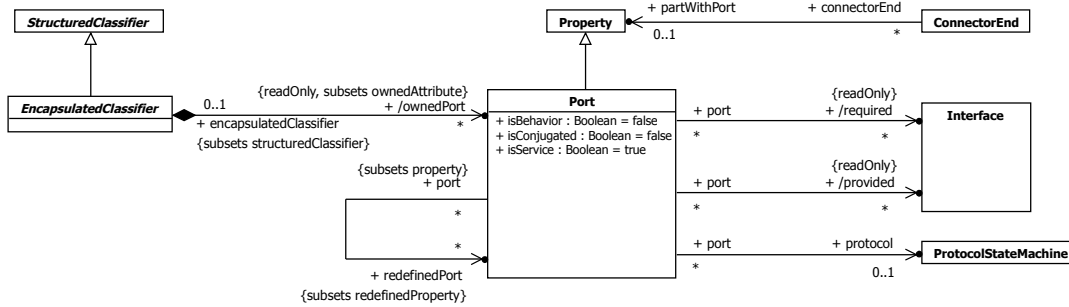 StructuredClassifier
Property
+ partWithPort
+ connectorEnd
0..1
*
ConnectorEnd
EncapsulatedClassifier
0..1
+ encapsulatedClassifier
{subsets structuredClassifier}
{readOnly, subsets ownedAttribute}
+ /ownedPort
*
Port
+ isBehavior : Boolean = false
+ isConjugated : Boolean = false
+ isService : Boolean = true
+ port
*
{readOnly}
+ /required
*
Interface
{subsets property}
+ port
*
*
+ redefinedPort
{subsets redefinedProperty}
+ port
*
{readOnly}
+ /provided
*
+ port
*
+ protocol
0..1
ProtocolStateMachine